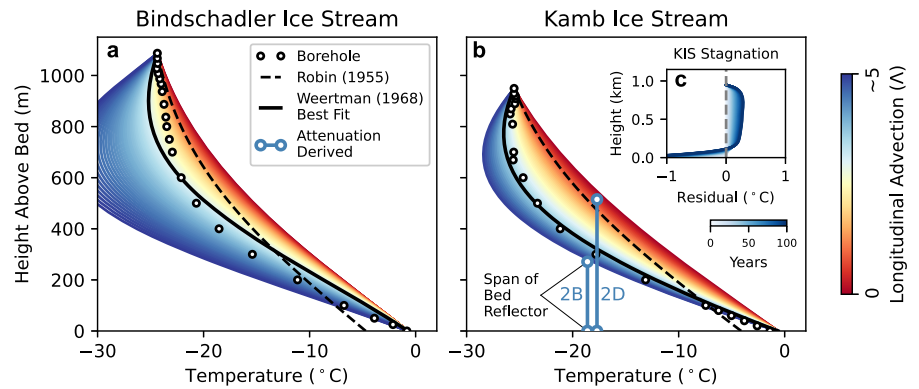 Bindschadler Ice Stream
a
Borehole
Robin (1955)
Weertman (1968)
Best Fit
Attenuation
Derived
1000
800
600
400
200
0
Height Above Bed (m)
−30
−20
−10
0
Temperature (°C)
Kamb Ice Stream
b
KIS Stagnation
c
1.0
0.5
0.0
Height (km)
−1
0
1
Residual (°C)
0
100
Years
Span of
Bed
Reflector
2B
2D
−30
−20
−10
0
Temperature (°C)
~5
0
Longitudinal Advection (Λ)